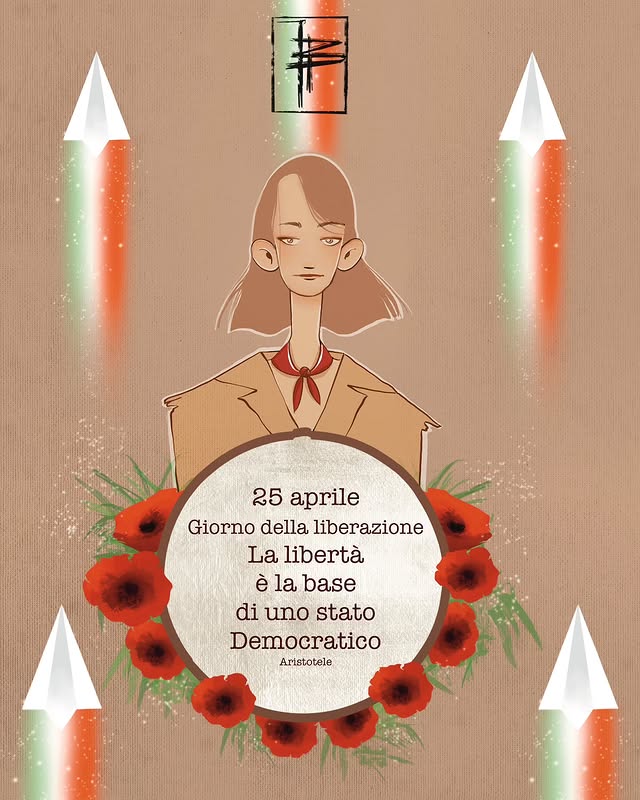 25 aprile
Giorno della liberazione
La libertà
è la base
di uno stato
Democratico
Aristotele